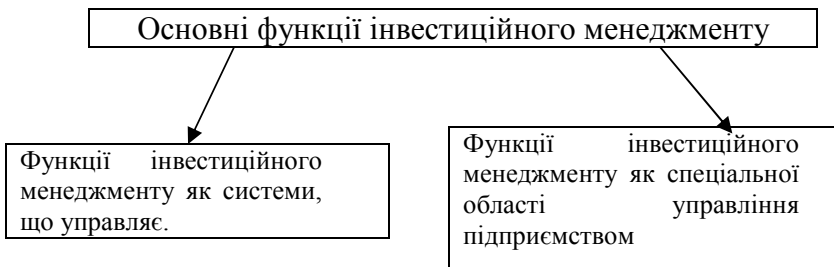 Основні функції інвестиційного менеджменту
Функції інвестиційного
менеджменту як системи,
що управляє.
Функції інвестиційного
менеджменту як спеціальної
області управління
підприємством